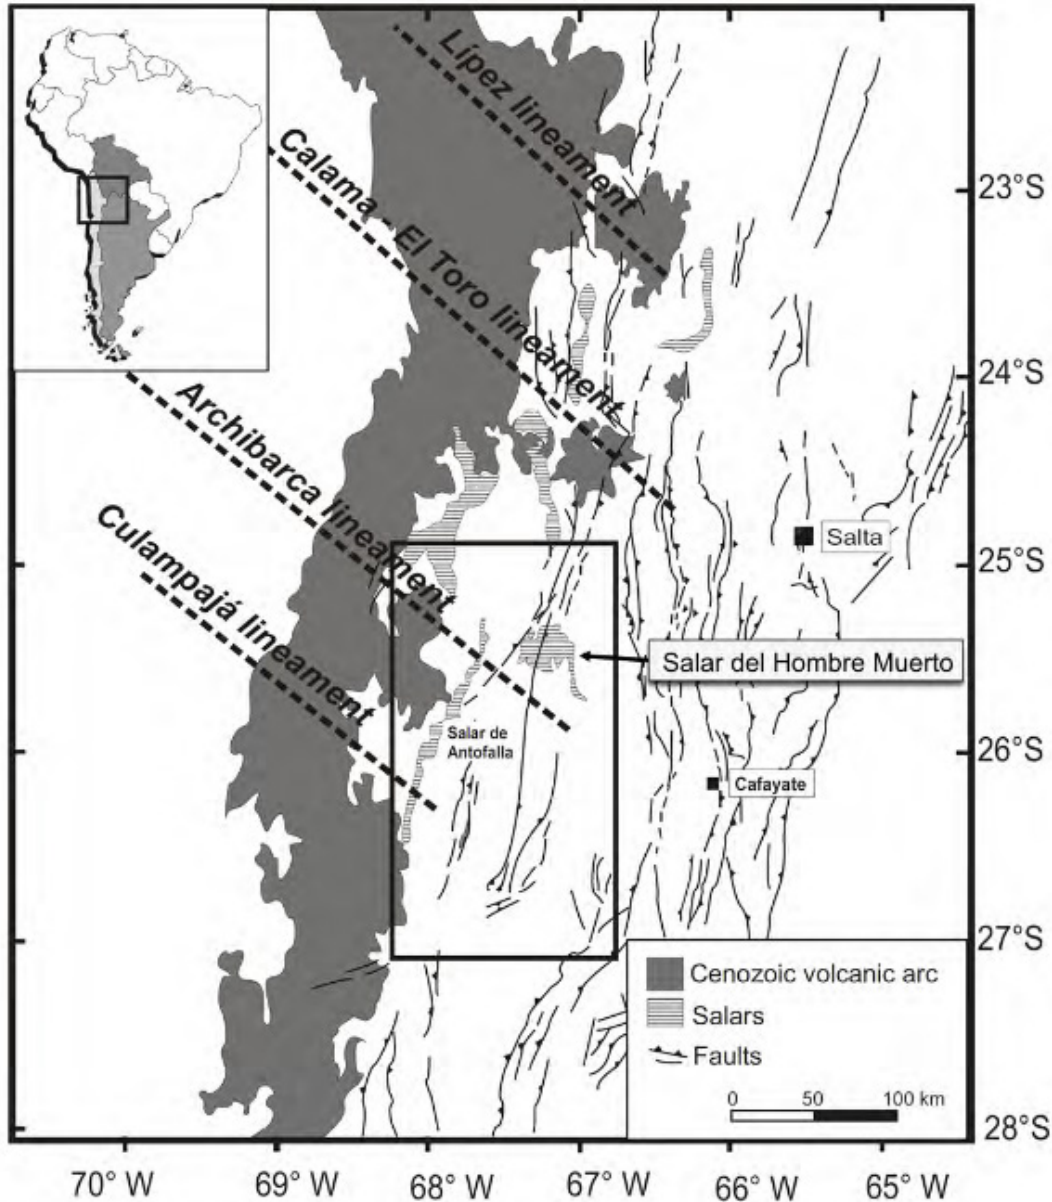 Lípez lineament
Calama - El Toro lineament
Archibarca lineament
Culampajá lineament
23°S
24°S
Salta
25°S
Salar del Hombre Muerto
Salar de
Antofalla
26°S
Cafayate
27°S
Cenozoic volcanic arc
Salars
Faults
0 50 100 km
28°S
70° W 69° W 68° W 67° W 66° W 65° W